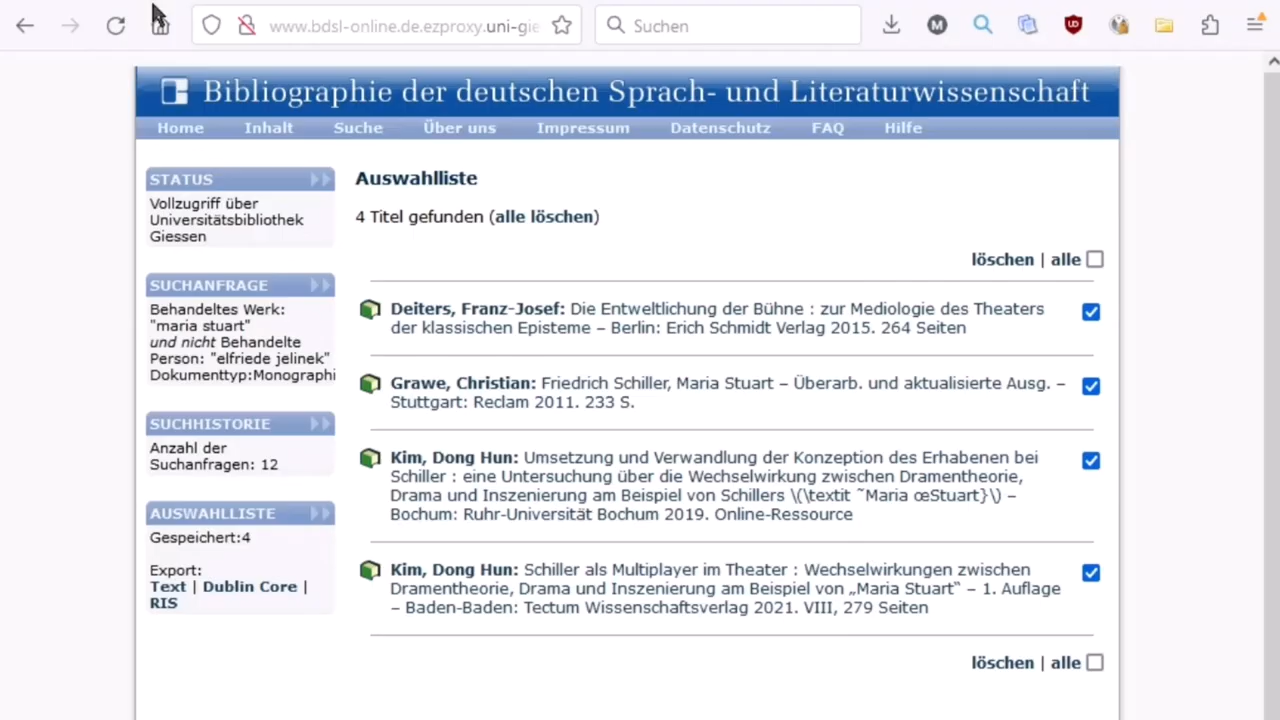 www.bdsl-online.de.ezproxy.uni-gie
Suchen
Bibliographie der deutschen Sprach- und Literaturwissenschaft
Home Inhalt Suche Über uns Impressum Datenschutz FAQ Hilfe
STATUS
Vollzugriff über
Universitätsbibliothek
Giessen
SUCHANFRAGE
Behandeltes Werk:
"maria stuart"
und nicht Behandelte
Person: "elfriede jelinek"
Dokumenttyp:Monographi
SUCHHISTORIE
Anzahl der
Suchanfragen: 12
AUSWAHLLISTE
Gespeichert:4
Export:
Text | Dublin Core |
RIS
Auswahlliste
4 Titel gefunden (alle löschen)
löschen | alle
Deiters, Franz-Josef: Die Entweltlichung der Bühne : zur Mediologie des Theaters
der klassischen Episteme – Berlin: Erich Schmidt Verlag 2015. 264 Seiten
Grawe, Christian: Friedrich Schiller, Maria Stuart – Überarb. und aktualisierte Ausg. –
Stuttgart: Reclam 2011. 233 S.
Kim, Dong Hun: Umsetzung und Verwandlung der Konzeption des Erhabenen bei
Schiller : eine Untersuchung über die Wechselwirkung zwischen Dramentheorie,
Drama und Inszenierung am Beispiel von Schillers \(\textit ˜Maria œStuart}\) –
Bochum: Ruhr-Universität Bochum 2019. Online-Ressource
Kim, Dong Hun: Schiller als Multiplayer im Theater : Wechselwirkungen zwischen
Dramentheorie, Drama und Inszenierung am Beispiel von „Maria Stuart“ – 1. Auflage
– Baden-Baden: Tectum Wissenschaftsverlag 2021. VIII, 279 Seiten
löschen | alle